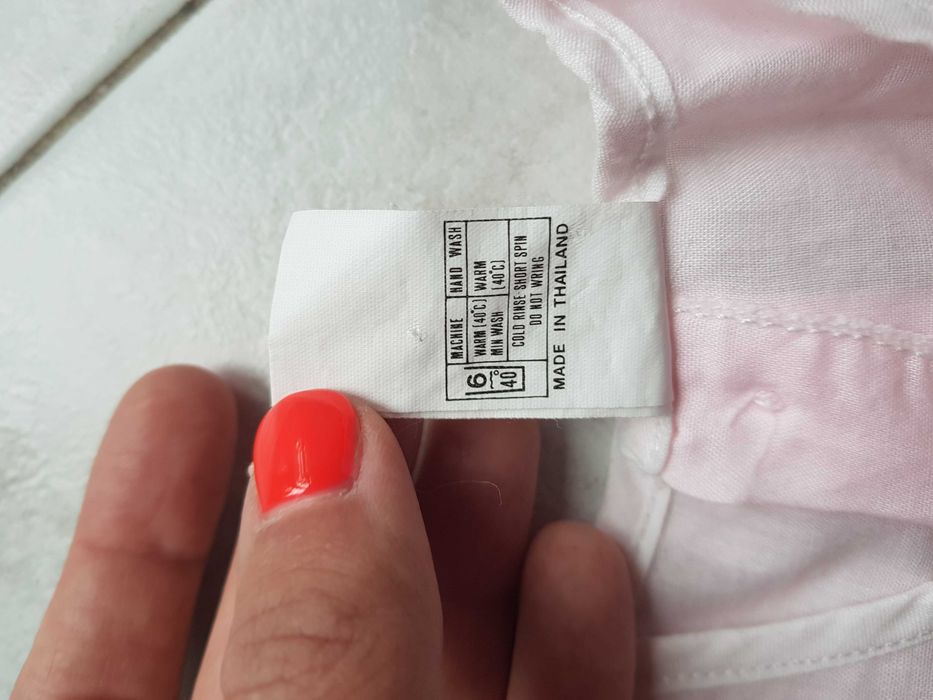 6
40°
MACHINE HAND WASH
WARM (40°C) WARM
MIN WASH (40°C)
COLD RINSE·SHORT SPIN
DO NOT WRING
MADE IN THAILAND